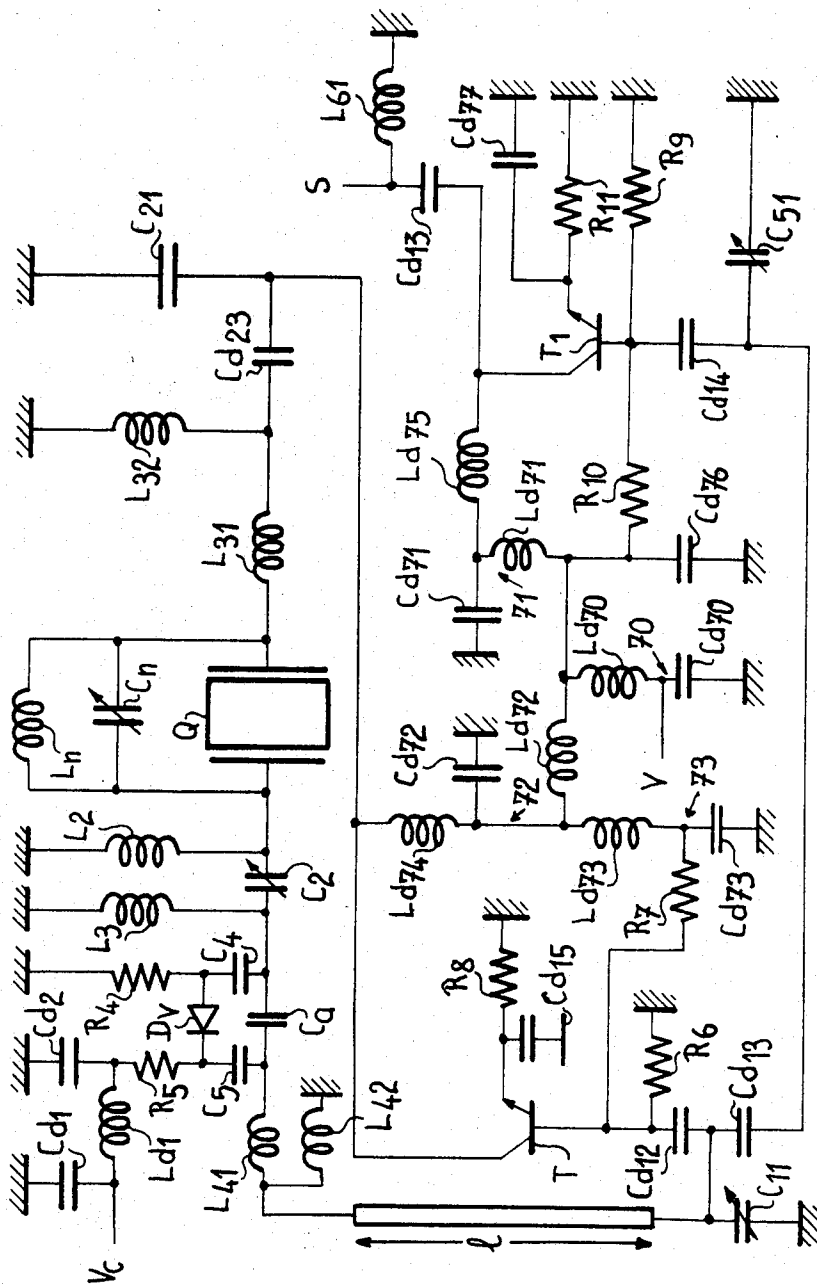 Vc
Cd1
Ld1
Cd2
R5
C5
Dv
R4
C4
Ca
L3
C2
L2
Ln
Cn
Q
L31
L32
Cd23
C21
L41
L42
S
L61
Cd13
Cd77
R11
R9
T1
C51
Cd14
Ld75
Ld71
71
Cd71
R10
Cd76
Ld70
70
Cd70
V
Ld72
Cd72
72
Ld74
Ld73
73
Cd73
R7
R8
Cd15
T
R6
Cd12
Cd13
C11
l